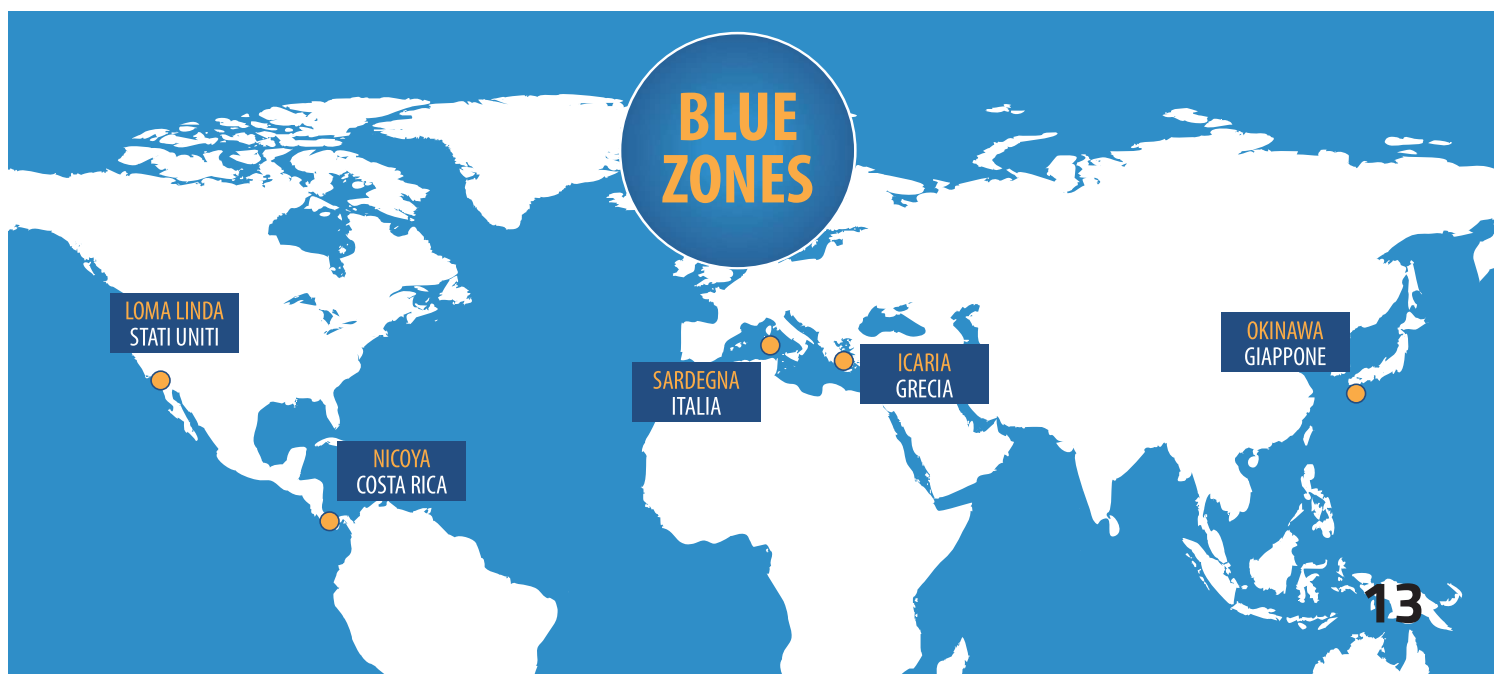 BLUE
ZONES
LOMA LINDA
STATI UNITI
NICOYA
COSTA RICA
SARDEGNA
ITALIA
ICARIA
GRECIA
OKINAWA
GIAPPONE
13